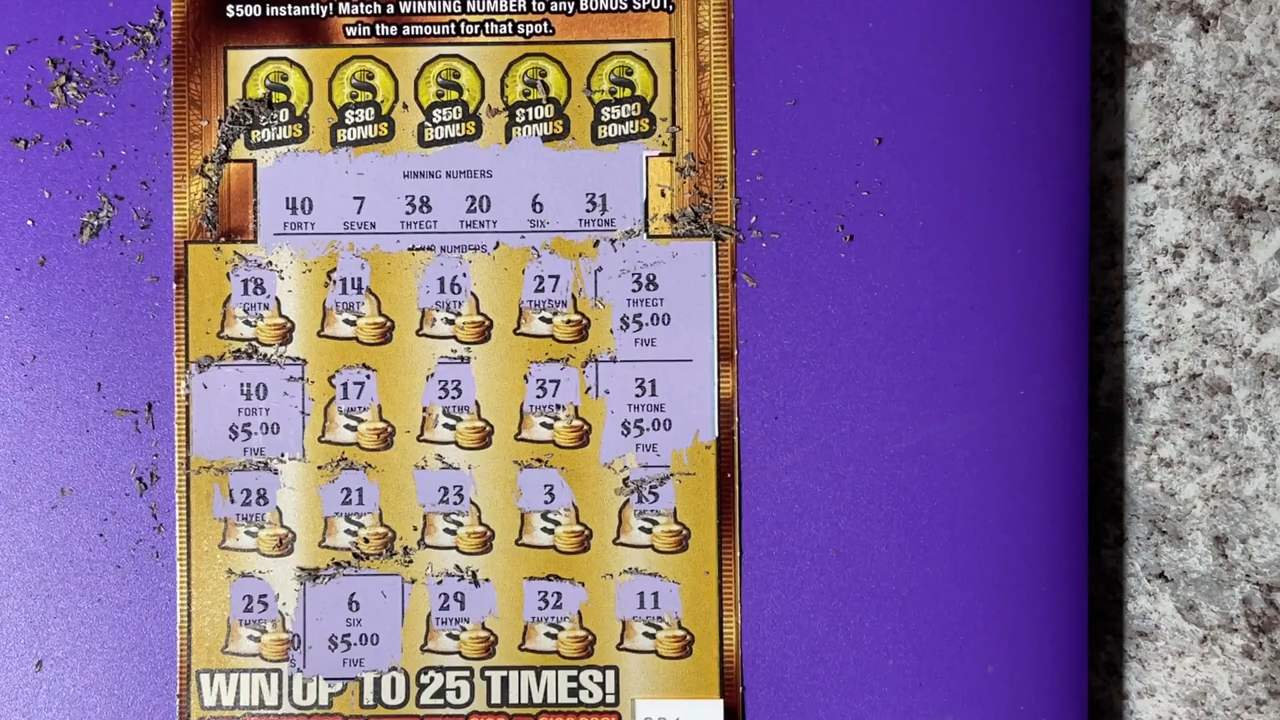 $500 instantly! Match a WINNING NUMBER to any BONUS SPOT,
win the amount for that spot.
BONUS $30 BONUS $50 BONUS $100 BONUS $500 BONUS
WINNING NUMBERS
40 7 38 20 6 31
FORTY SEVEN THYEGT TWENTY SIX THYONE
NUMBERS
18 14 16 27 38
THYSVN THYEGT
$5.00
FIVE
40 17 33 37 31
FORTY THYONE
$5.00 $5.00
FIVE FIVE
28 21 23 3 15
25 6 29 32 11
SIX THYNIN
$5.00
FIVE
WIN UP TO 25 TIMES!